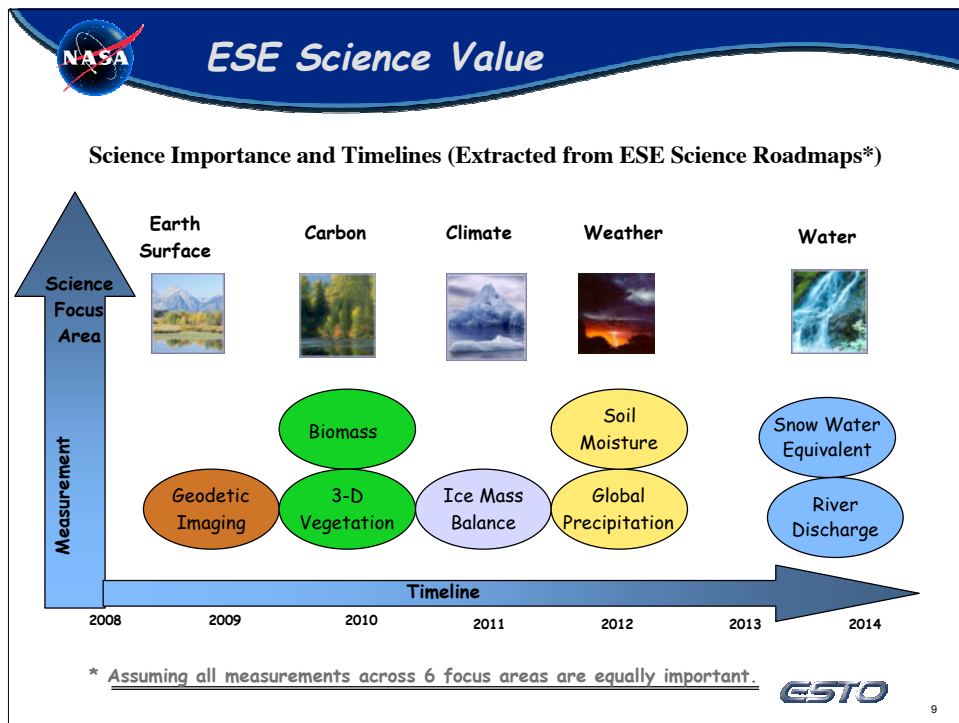 NASA
ESE Science Value
Science Importance and Timelines (Extracted from ESE Science Roadmaps*)
Earth
Surface
Carbon
Climate
Weather
Water
Science
Focus
Area
Measurement
Biomass
Soil
Moisture
Snow Water
Equivalent
Geodetic
Imaging
3-D
Vegetation
Ice Mass
Balance
Global
Precipitation
River
Discharge
Timeline
2008 2009 2010 2011 2012 2013 2014
* Assuming all measurements across 6 focus areas are equally important.
ESTO
9